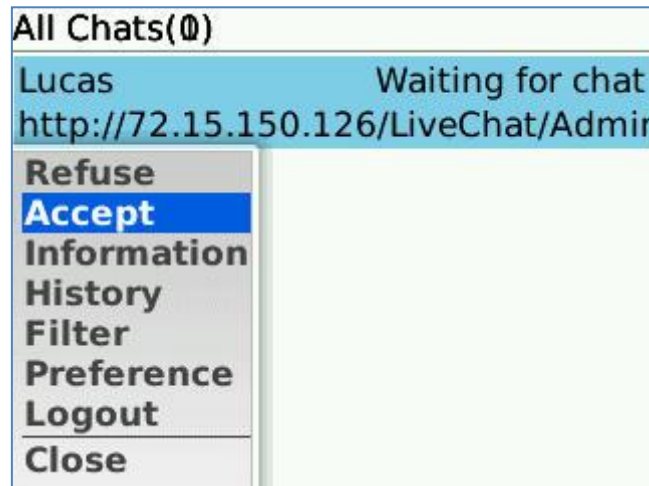 All Chats(0)
Lucas Waiting for chat
http://72.15.150.126/LiveChat/Admin
Refuse
Accept
Information
History
Filter
Preference
Logout
Close